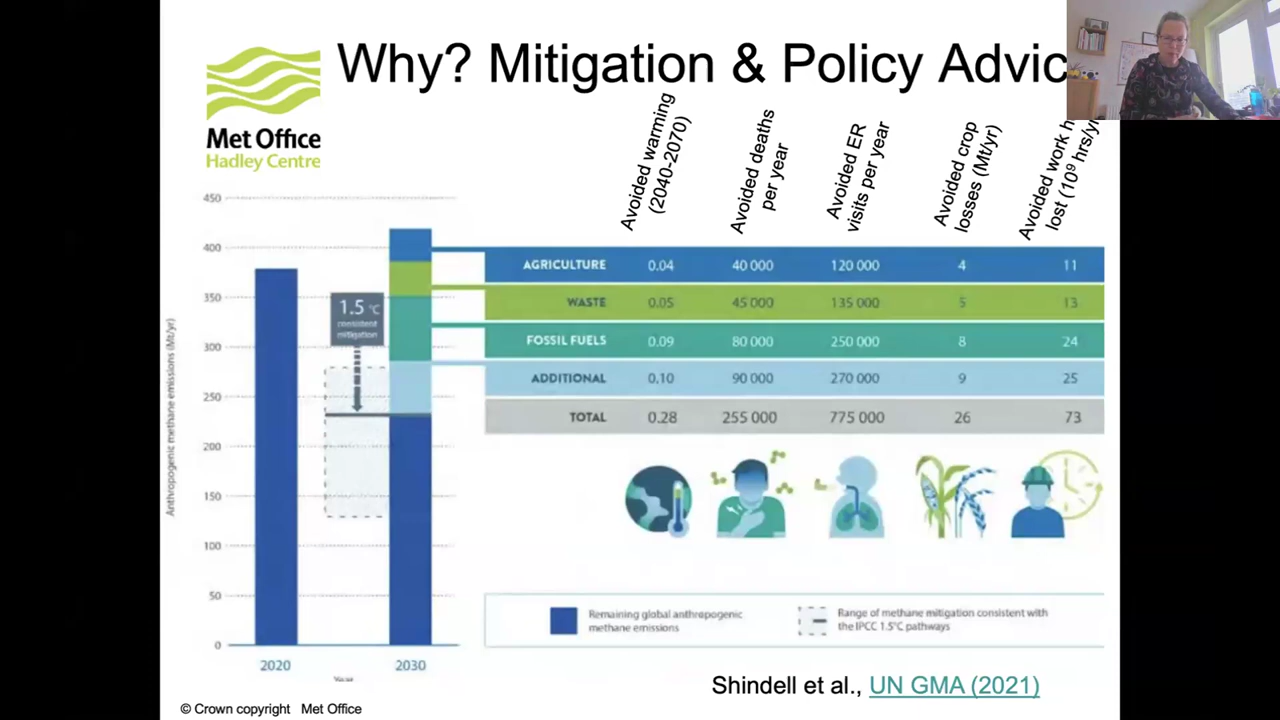 Why? Mitigation & Policy Advic
Met Office
Hadley Centre
Avoided warming
(2040-2070)
Avoided deaths
per year
Avoided ER
visits per year
Avoided crop
losses (Mt/yr)
Avoided work h
lost (10⁹ hrs/yr
Anthropogenic methane emissions (Mt/yr)
450
400
350
300
250
200
150
100
50
0
1.5 °C
consistent
mitigation
AGRICULTURE 0.04 40 000 120 000 4 11
WASTE 0.05 45 000 135 000 5 13
FOSSIL FUELS 0.09 80 000 250 000 8 24
ADDITIONAL 0.10 90 000 270 000 9 25
TOTAL 0.28 255 000 775 000 26 73
Remaining global anthropogenic
methane emissions
Range of methane mitigation consistent with
the IPCC 1.5°C pathways
2020 2030
Year
Shindell et al., UN GMA (2021)
© Crown copyright Met Office